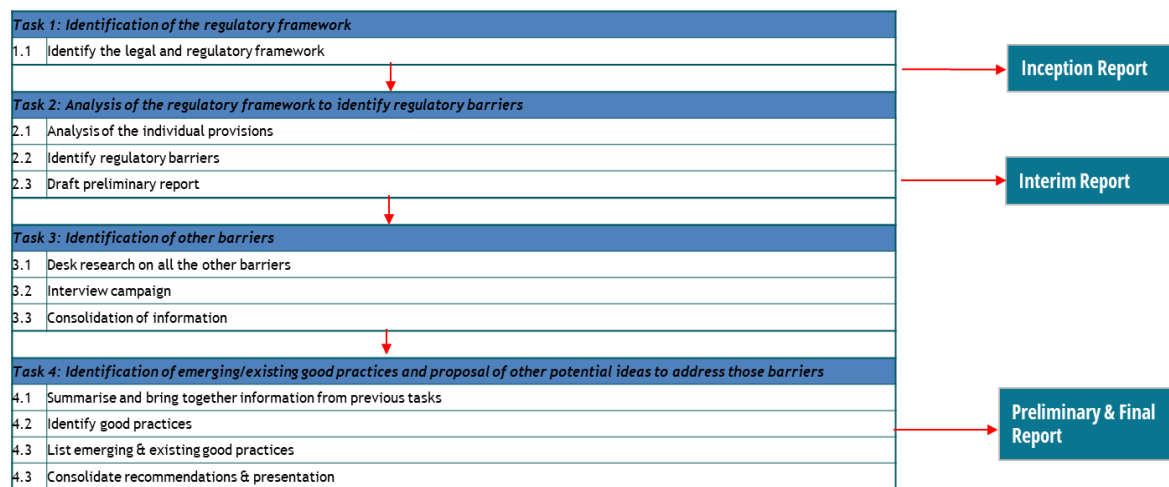 Task 1: Identification of the regulatory framework
1.1 Identify the legal and regulatory framework
Inception Report
Task 2: Analysis of the regulatory framework to identify regulatory barriers
2.1 Analysis of the individual provisions
2.2 Identify regulatory barriers
2.3 Draft preliminary report
Interim Report
Task 3: Identification of other barriers
3.1 Desk research on all the other barriers
3.2 Interview campaign
3.3 Consolidation of information
Task 4: Identification of emerging/existing good practices and proposal of other potential ideas to address those barriers
4.1 Summarise and bring together information from previous tasks
4.2 Identify good practices
4.3 List emerging & existing good practices
4.3 Consolidate recommendations & presentation
Preliminary & Final
Report